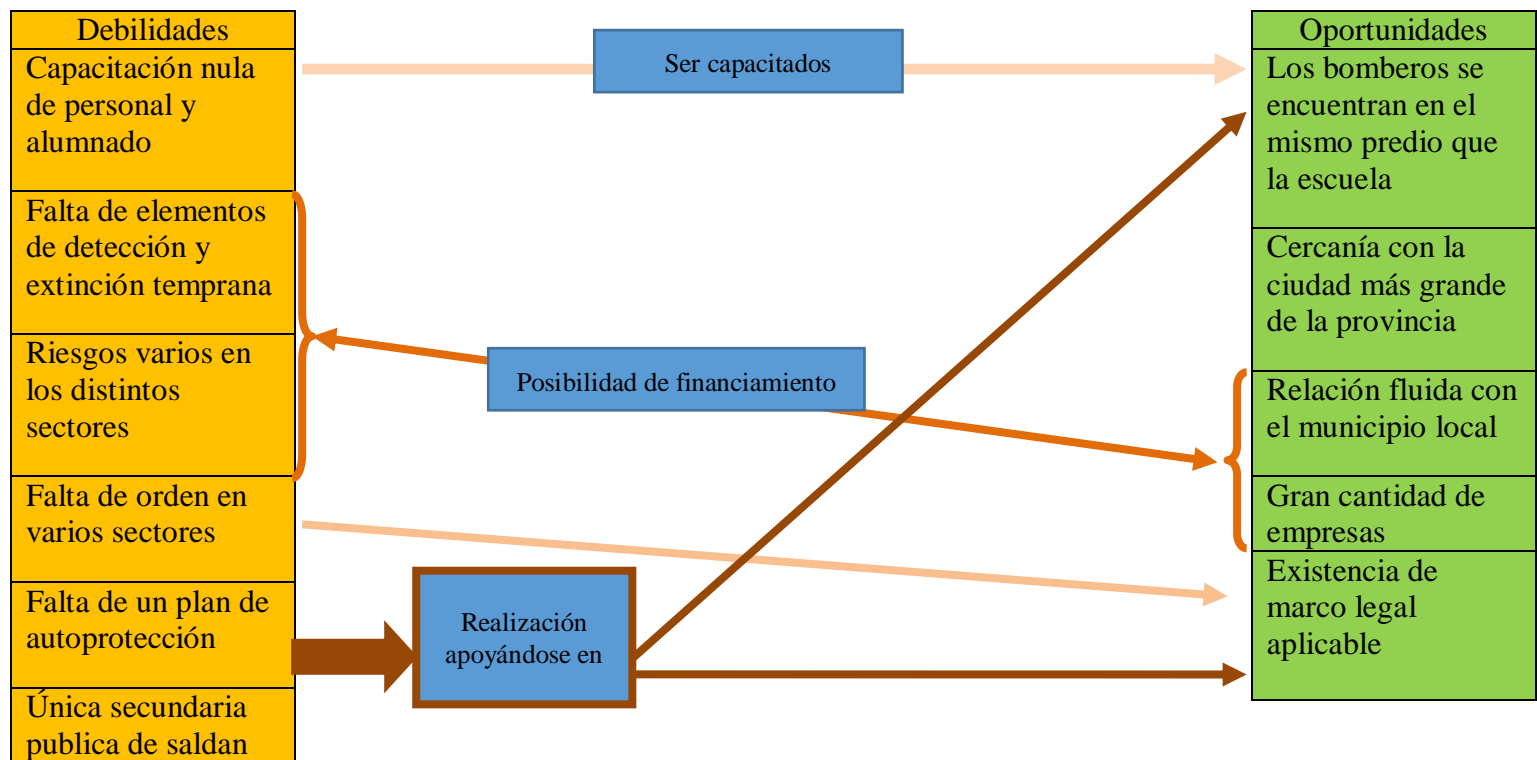 Debilidades
Capacitación nula
de personal y
alumnado
Falta de elementos
de detección y
extinción temprana
Riesgos varios en
los distintos
sectores
Falta de orden en
varios sectores
Falta de un plan de
autoprotección
Única secundaria
publica de saldan
Ser capacitados
Posibilidad de financiamiento
Realización
apoyándose en
Oportunidades
Los bomberos se
encuentran en el
mismo predio que
la escuela
Cercanía con la
ciudad más grande
de la provincia
Relación fluida con
el municipio local
Gran cantidad de
empresas
Existencia de
marco legal
aplicable